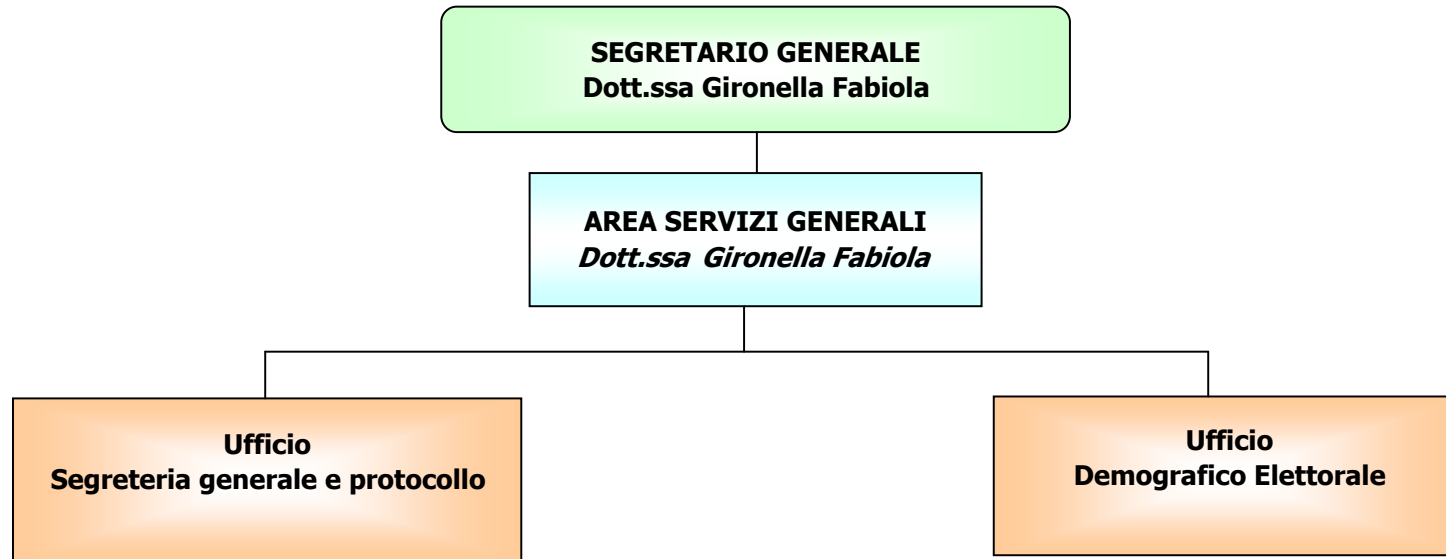 SEGRETARIO GENERALE
Dott.ssa Gironella Fabiola
AREA SERVIZI GENERALI
Dott.ssa Gironella Fabiola
Ufficio
Segreteria generale e protocollo
Ufficio
Demografico Elettorale